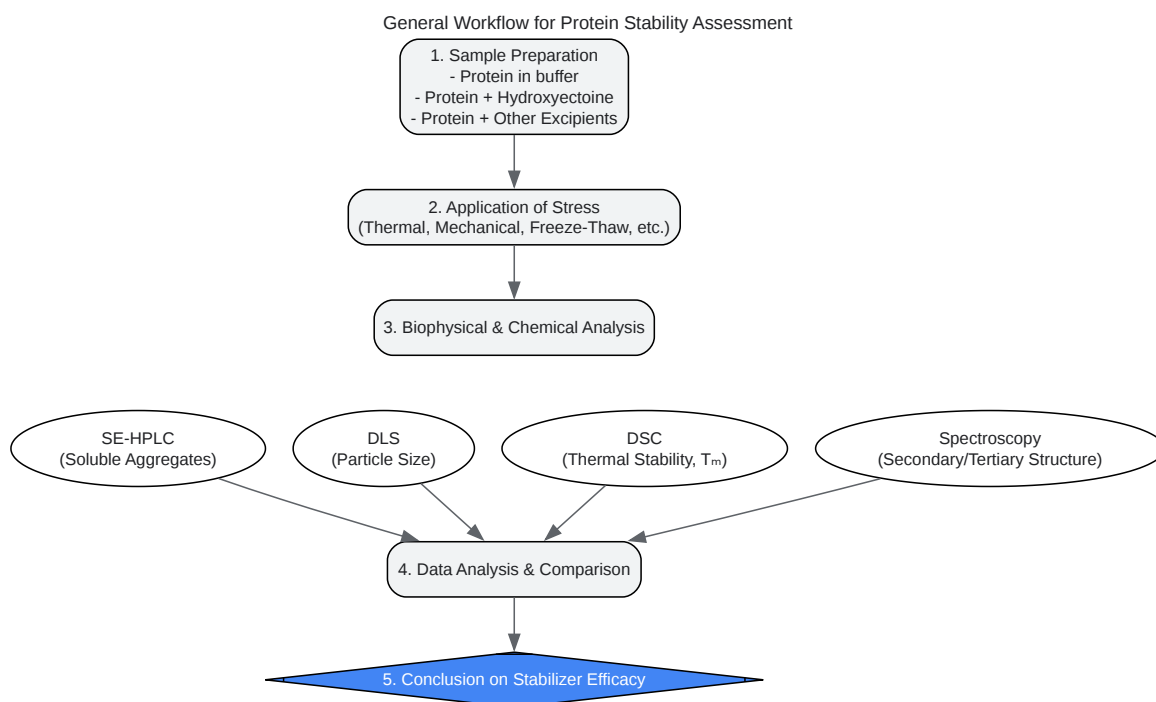 General Workflow for Protein Stability Assessment
1. Sample Preparation
- Protein in buffer
- Protein + Hydroxyectoine
- Protein + Other Excipients
2. Application of Stress
(Thermal, Mechanical, Freeze-Thaw, etc.)
3. Biophysical & Chemical Analysis
SE-HPLC
(Soluble Aggregates)
DLS
(Particle Size)
DSC
(Thermal Stability, Tₘ)
Spectroscopy
(Secondary/Tertiary Structure)
4. Data Analysis & Comparison
5. Conclusion on Stabilizer Efficacy